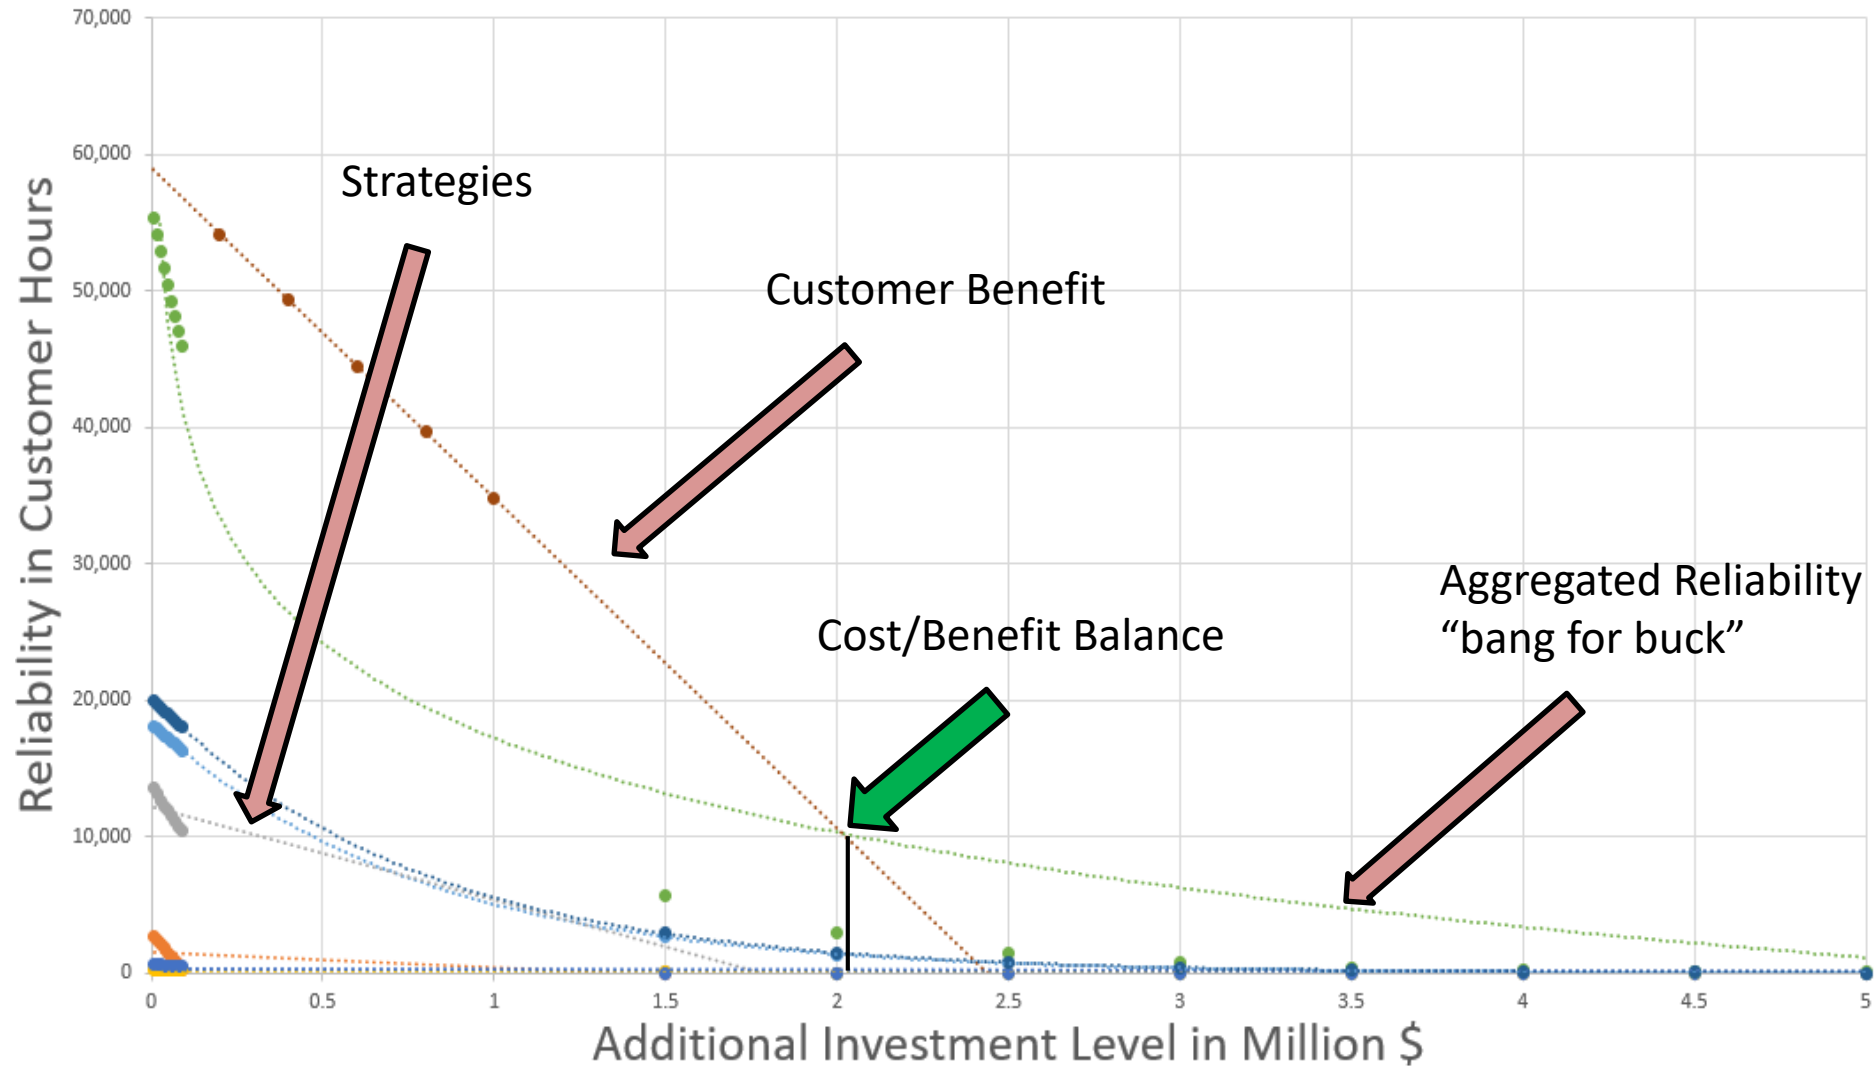 70,000
60,000
50,000
40,000
30,000
20,000
10,000
0
Reliability in Customer Hours
Strategies
Customer Benefit
Cost/Benefit Balance
Aggregated Reliability
“bang for buck”
0 0.5 1 1.5 2 2.5 3 3.5 4 4.5 5
Additional Investment Level in Million $